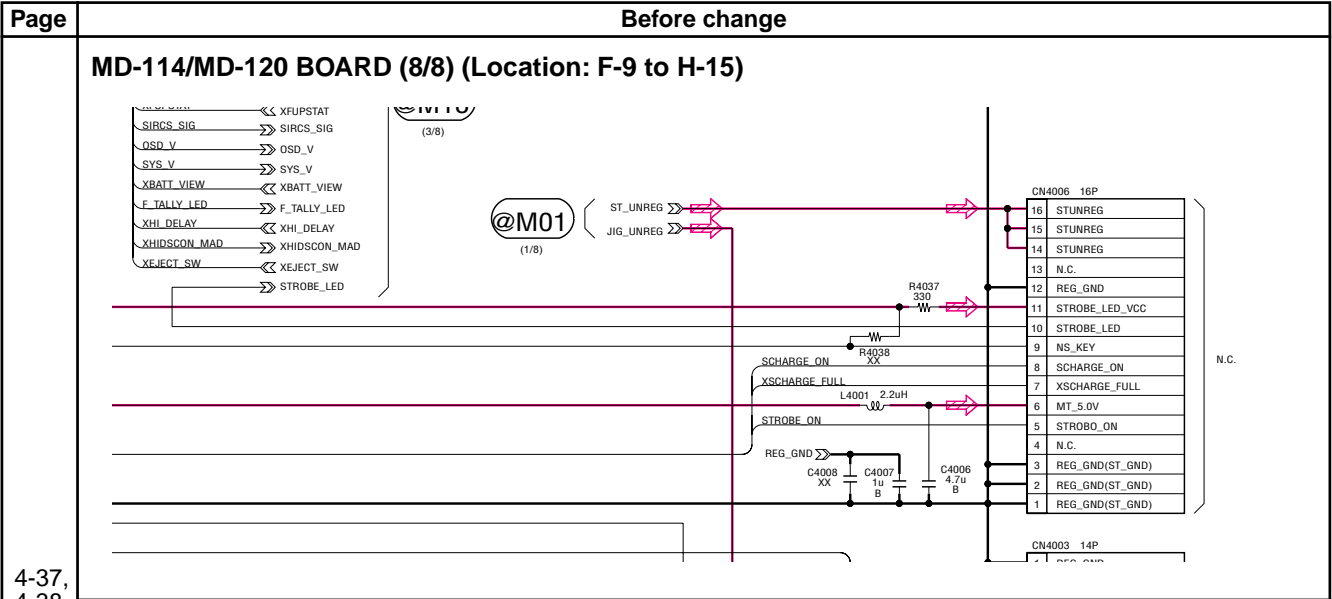 Page
Before change
MD-114/MD-120 BOARD (8/8) (Location: F-9 to H-15)
XFUPSTAT
SIRCS_SIG
SIRCS_SIG
OSD_V
OSD_V
SYS_V
SYS_V
XBATT_VIEW
XBATT_VIEW
F_TALLY_LED
F_TALLY_LED
XHI_DELAY
XHI_DELAY
XHIDSCON_MAD
XHIDSCON_MAD
XEJECT_SW
XEJECT_SW
STROBE_LED
(3/8)
@M01
(1/8)
ST_UNREG
JIG_UNREG
CN4006 16P
16 STUNREG
15 STUNREG
14 STUNREG
13 N.C.
12 REG_GND
11 STROBE_LED_VCC
10 STROBE_LED
9 NS_KEY
8 SCHARGE_ON
7 XSCHARGE_FULL
6 MT_5.0V
5 STROBO_ON
4 N.C.
3 REG_GND(ST_GND)
2 REG_GND(ST_GND)
1 REG_GND(ST_GND)
N.C.
R4037
330
R4038
XX
SCHARGE_ON
XSCHARGE_FULL
L4001 2.2uH
STROBE_ON
REG_GND
C4008
XX
C4007
1u
B
C4006
4.7u
B
CN4003 14P
4-37,